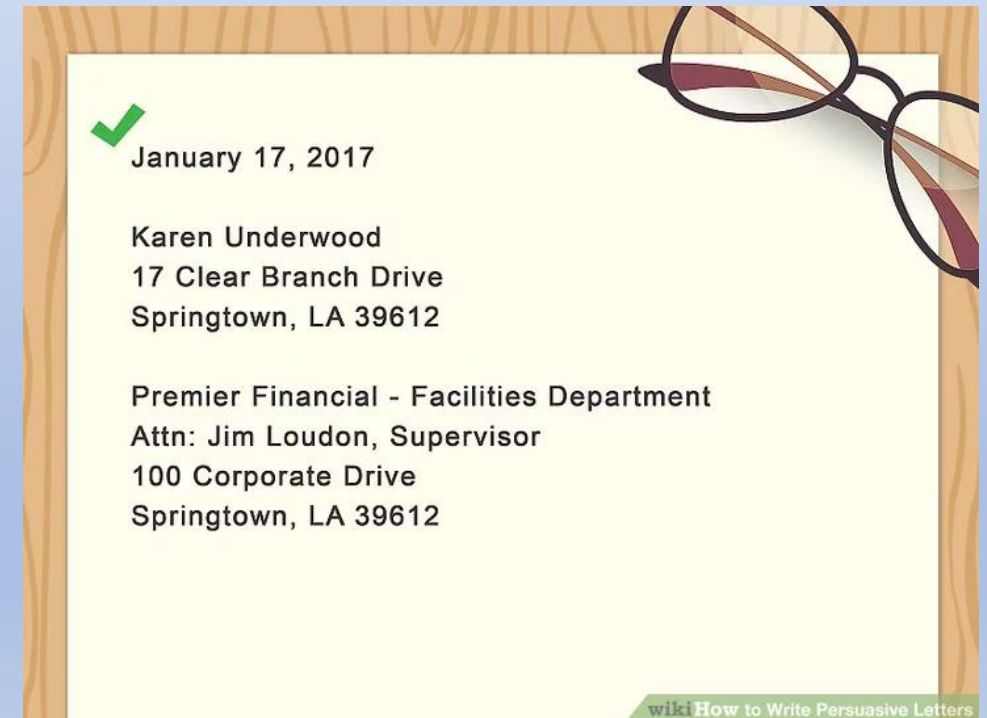 January 17, 2017
Karen Underwood
17 Clear Branch Drive
Springtown, LA 39612
Premier Financial - Facilities Department
Attn: Jim Loudon, Supervisor
100 Corporate Drive
Springtown, LA 39612
wikiHow to Write Persuasive Letters